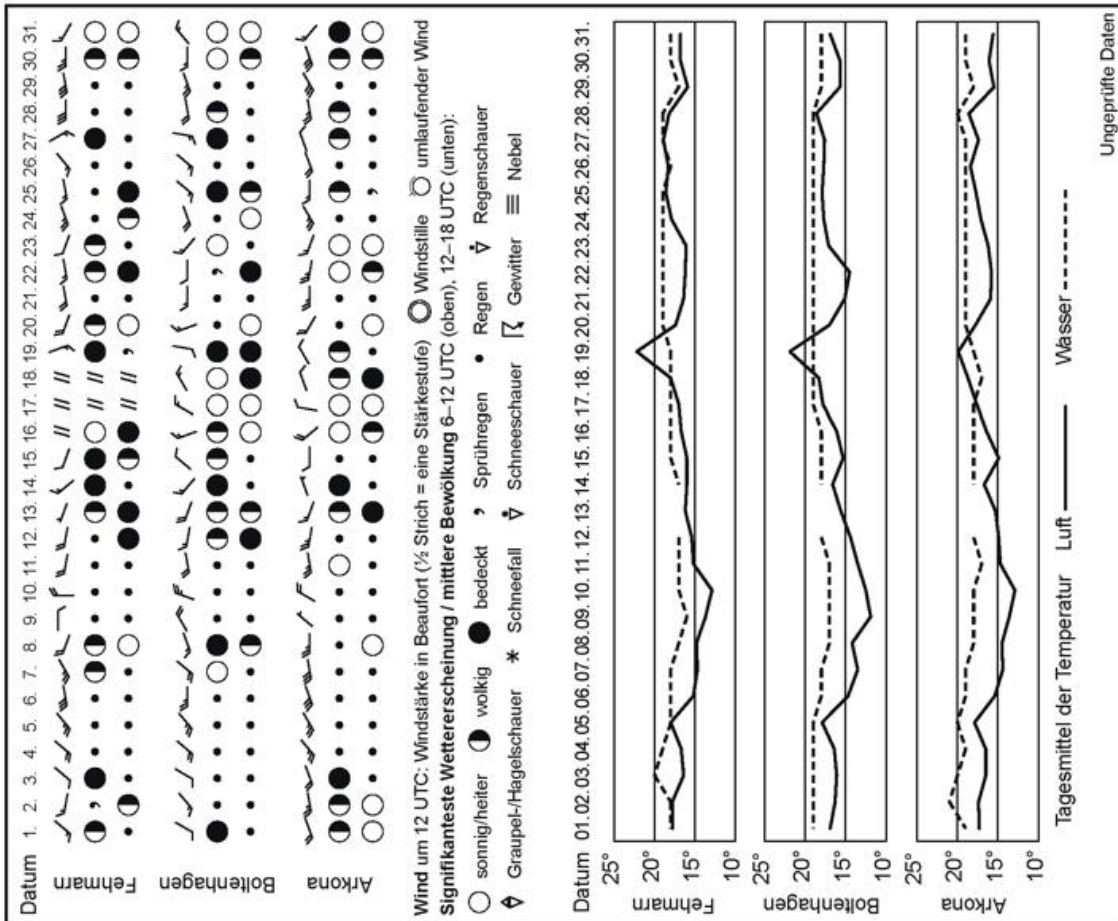 Datum 1. 2. 3. 4. 5. 6. 7. 8. 9. 10. 11. 12. 13. 14. 15. 16. 17. 18. 19. 20. 21. 22. 23. 24. 25. 26. 27. 28. 29. 30. 31.
Fehmarn
Boltenhagen
Arkona
Wind um 12 UTC: Windstärke in Beaufort (½ Strich = eine Stärkestufe) Windstille umlaufender Wind
Signifikanteste Wettererscheinung / mittlere Bewölkung 6–12 UTC (oben), 12–18 UTC (unten):
sonnig/heiter wolkig bedeckt Sprühregen Regen Regenschauer
Graupel-/Hagelschauer Schneefall Schneeschauer Gewitter Nebel
Datum 01. 02. 03. 04. 05. 06. 07. 08. 09. 10. 11. 12. 13. 14. 15. 16. 17. 18. 19. 20. 21. 22. 23. 24. 25. 26. 27. 28. 29. 30. 31.
25°
20°
Fehmarn
15°
10°
25°
20°
Boltenhagen
15°
10°
25°
20°
Arkona
15°
10°
Tagesmittel der Temperatur Luft Wasser
Ungeprüfte Daten